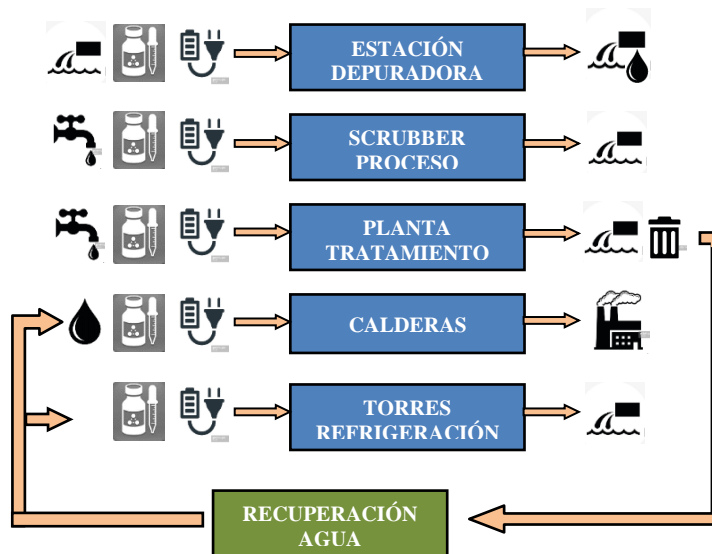 ESTACIÓN
DEPURADORA
SCRUBBER
PROCESO
PLANTA
TRATAMIENTO
CALDERAS
TORRES
REFRIGERACIÓN
RECUPERACIÓN
AGUA